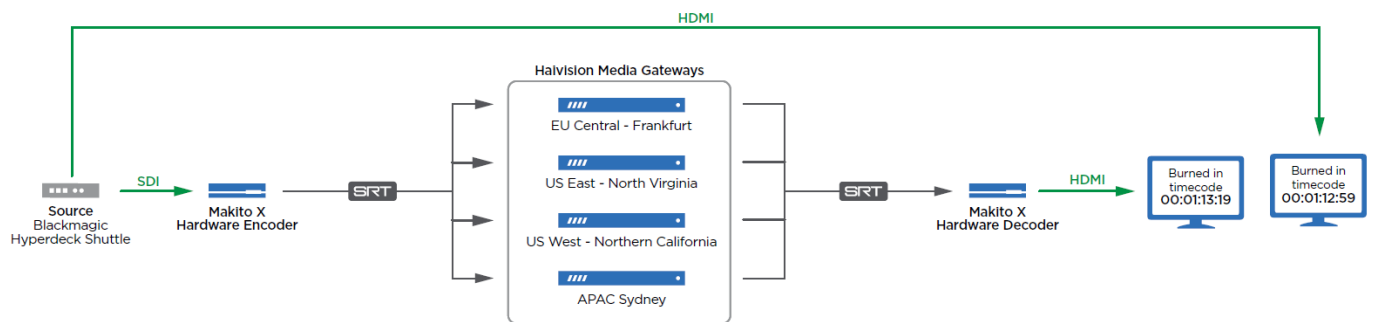 HDMI
Haivision Media Gateways
EU Central - Frankfurt
US East - North Virginia
US West - Northern California
APAC Sydney
SDI
Source
Blackmagic
Hyperdeck Shuttle
Makito X
Hardware Encoder
SRT
SRT
Makito X
Hardware Decoder
HDMI
Burned in
timecode
00:01:13:19
Burned in
timecode
00:01:12:59